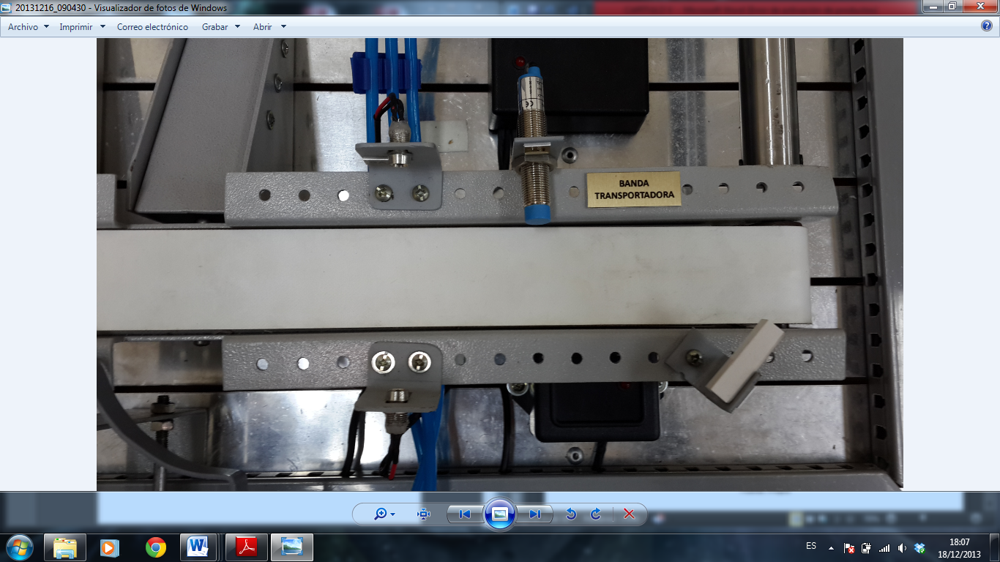 20131216_090430 - Visualizador de fotos de Windows
Archivo Imprimir Correo electrónico Grabar Abrir
BANDA
TRANSPORTADORA
ES
18:07
18/12/2013